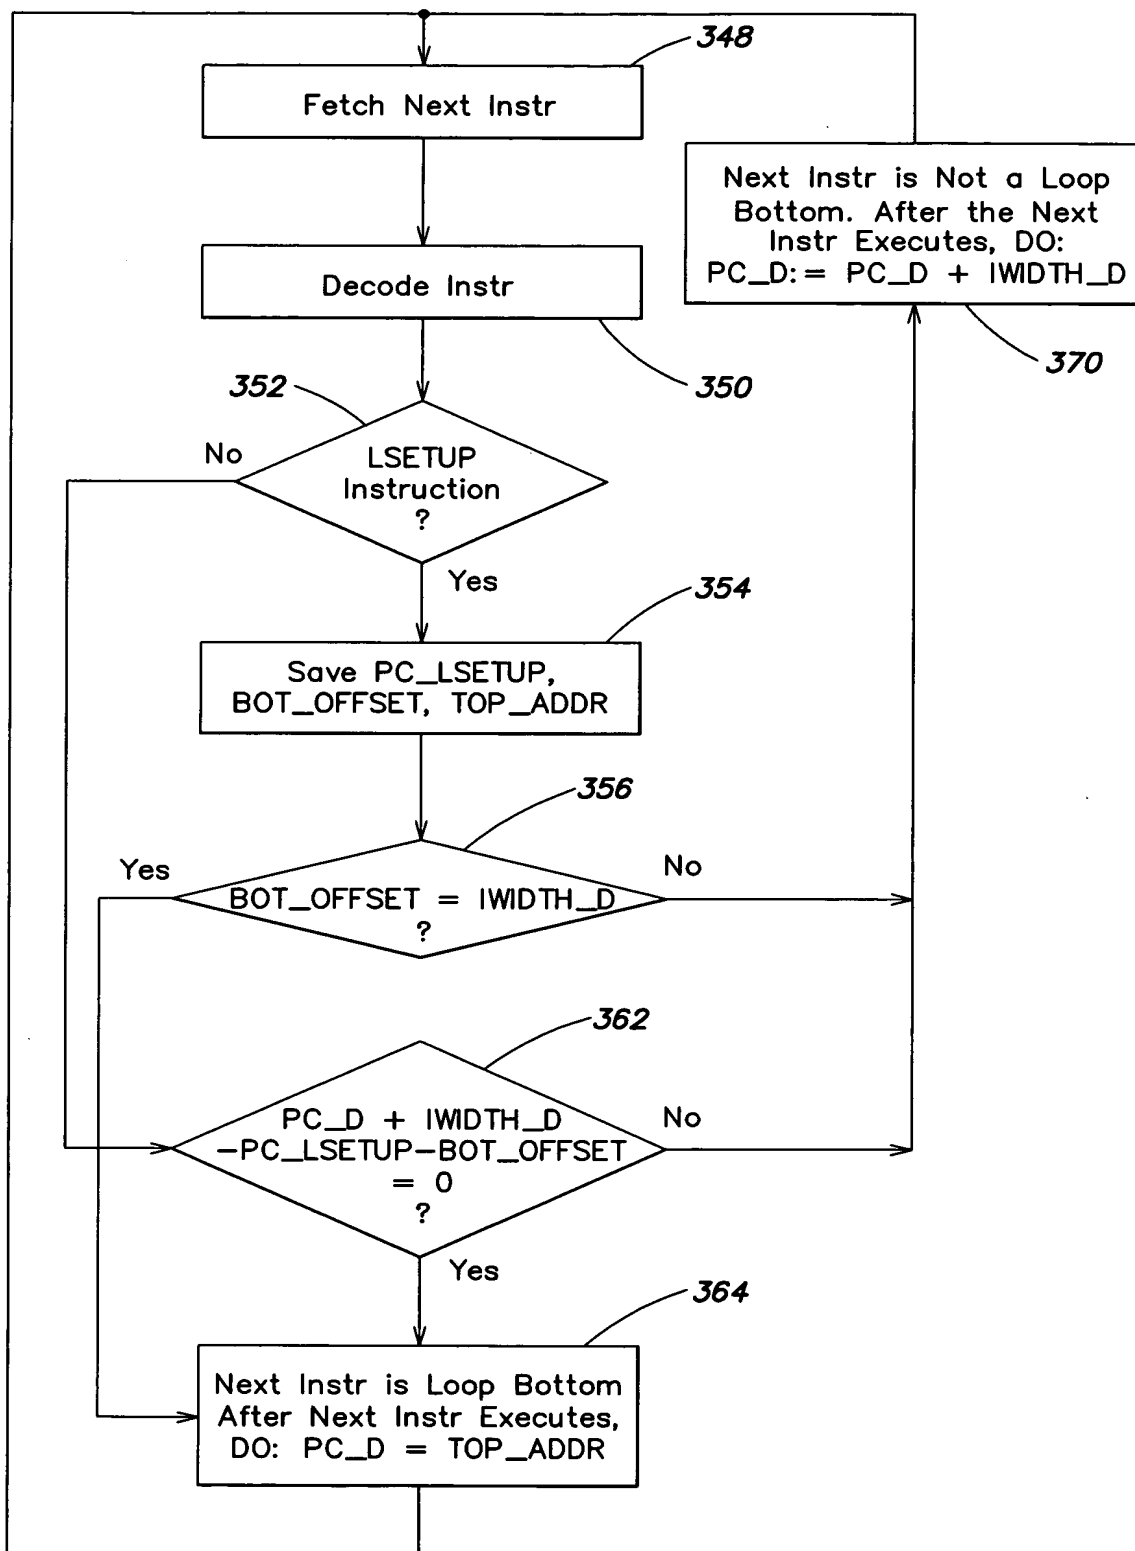 348
Fetch Next Instr
Next Instr is Not a Loop
Bottom. After the Next
Instr Executes, DO:
PC_D:= PC_D + IWIDTH_D
370
Decode Instr
350
352
No
LSETUP
Instruction
?
Yes
354
Save PC_LSETUP,
BOT_OFFSET, TOP_ADDR
356
Yes
No
BOT_OFFSET = IWIDTH_D
?
362
PC_D + IWIDTH_D
-PC_LSETUP-BOT_OFFSET
= 0
?
No
Yes
364
Next Instr is Loop Bottom
After Next Instr Executes,
DO: PC_D = TOP_ADDR